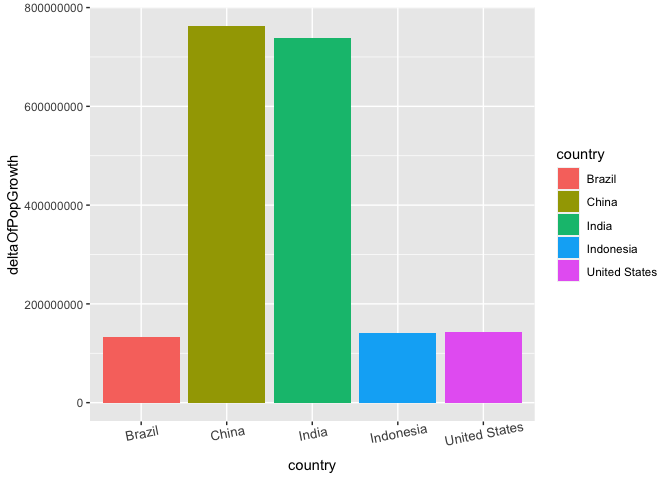 800000000
600000000
400000000
200000000
0
deltaOfPopGrowth
Brazil
China
India
Indonesia
United States
country
country
Brazil
China
India
Indonesia
United States